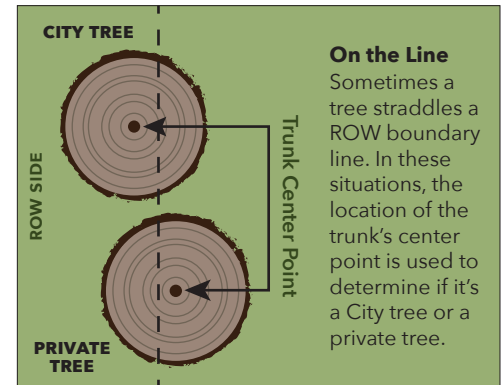 CITY TREE
ROW SIDE
Trunk Center Point
PRIVATE
TREE
On the Line
Sometimes a
tree straddles a
ROW boundary
line. In these
situations, the
location of the
trunk's center
point is used to
determine if it's
a City tree or a
private tree.